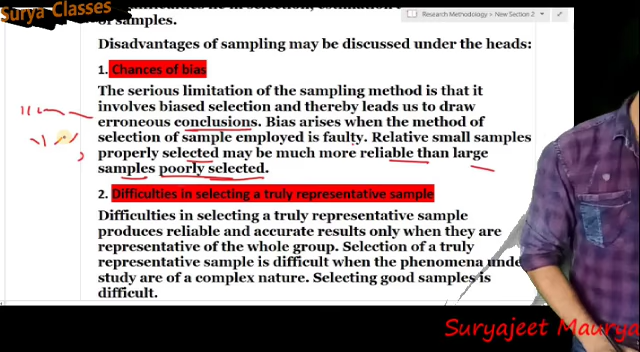 Surya Classes
of samples.
Research Methodology » New Section 2
Disadvantages of sampling may be discussed under the heads:
1. Chances of bias
The serious limitation of the sampling method is that it
involves biased selection and thereby leads us to draw
erroneous conclusions. Bias arises when the method of
selection of sample employed is faulty. Relative small samples
properly selected may be much more reliable than large
samples poorly selected.
2. Difficulties in selecting a truly representative sample
Difficulties in selecting a truly representative sample
produces reliable and accurate results only when they are
representative of the whole group. Selection of a truly
representative sample is difficult when the phenomena unde
study are of a complex nature. Selecting good samples is
difficult.
Suryajeet Maurya